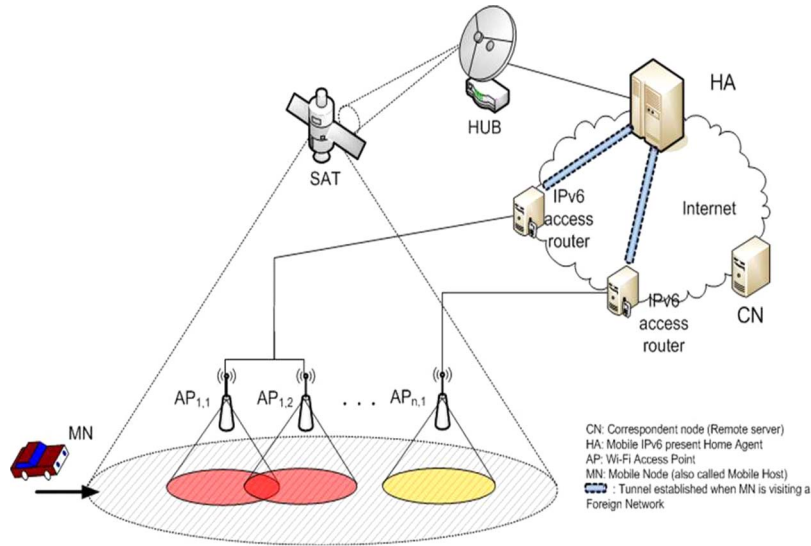 HA
HUB
SAT
IPv6
access
router
Internet
IPv6
access
router
CN
AP1,1
AP1,2
. . .
APn,1
MN
CN: Correspondent node (Remote server)
HA: Mobile IPv6 present Home Agent
AP: Wi-Fi Access Point
MN: Mobile Node (also called Mobile Host)
: Tunnel established when MN is visiting a
Foreign Network